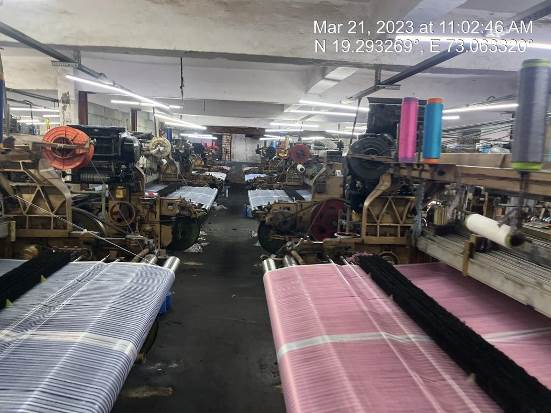 Mar 21, 2023 at 11:02:46 AM
N 19.293269°, E 73.063320°